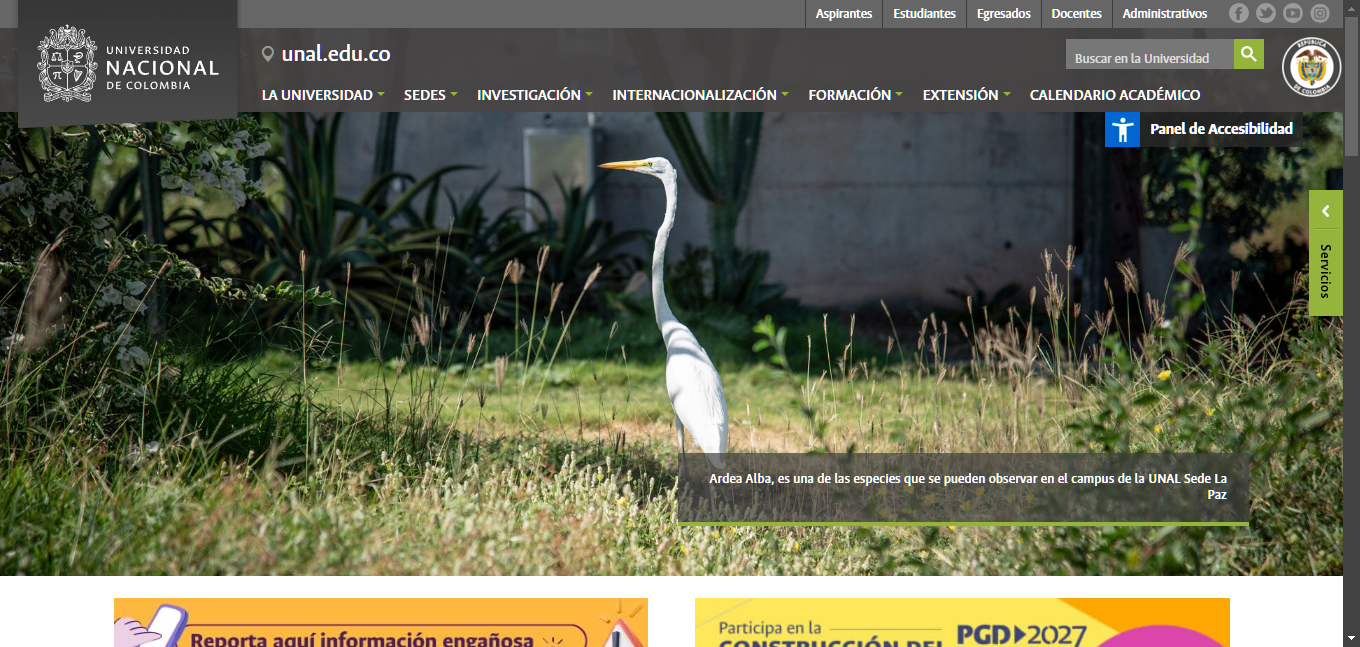 Aspirantes Estudiantes Egresados Docentes Administrativos
UNIVERSIDAD
NACIONAL
DE COLOMBIA
unal.edu.co
Buscar en la Universidad
REPÚBLICA
DE COLOMBIA
LA UNIVERSIDAD SEDES INVESTIGACIÓN INTERNACIONALIZACIÓN FORMACIÓN EXTENSIÓN CALENDARIO ACADÉMICO
Panel de Accesibilidad
Servicios
Ardea Alba, es una de las especies que se pueden observar en el campus de la UNAL Sede La
Paz
Reporta aquí información engañosa
Participa en la
CONSTRUCCIÓN DEL
PGD 2027